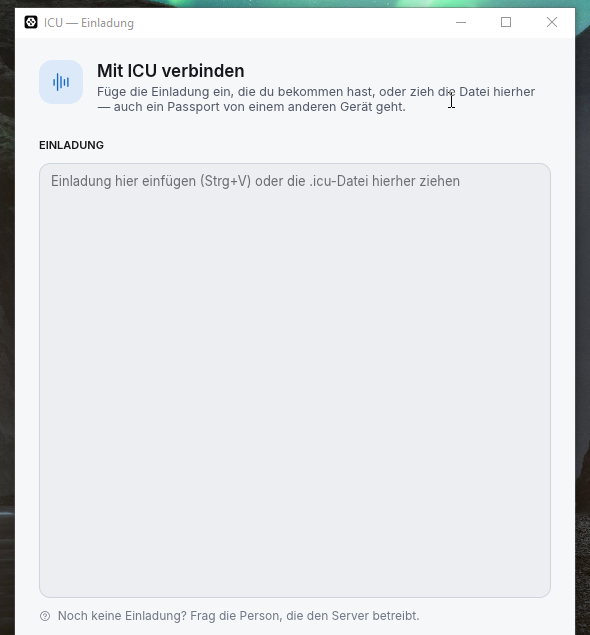 ICU — Einladung
Mit ICU verbinden
Füge die Einladung ein, die du bekommen hast, oder zieh die Datei hierher
— auch ein Passport von einem anderen Gerät geht.
EINLADUNG
Einladung hier einfügen (Strg+V) oder die .icu-Datei hierher ziehen
Noch keine Einladung? Frag die Person, die den Server betreibt.